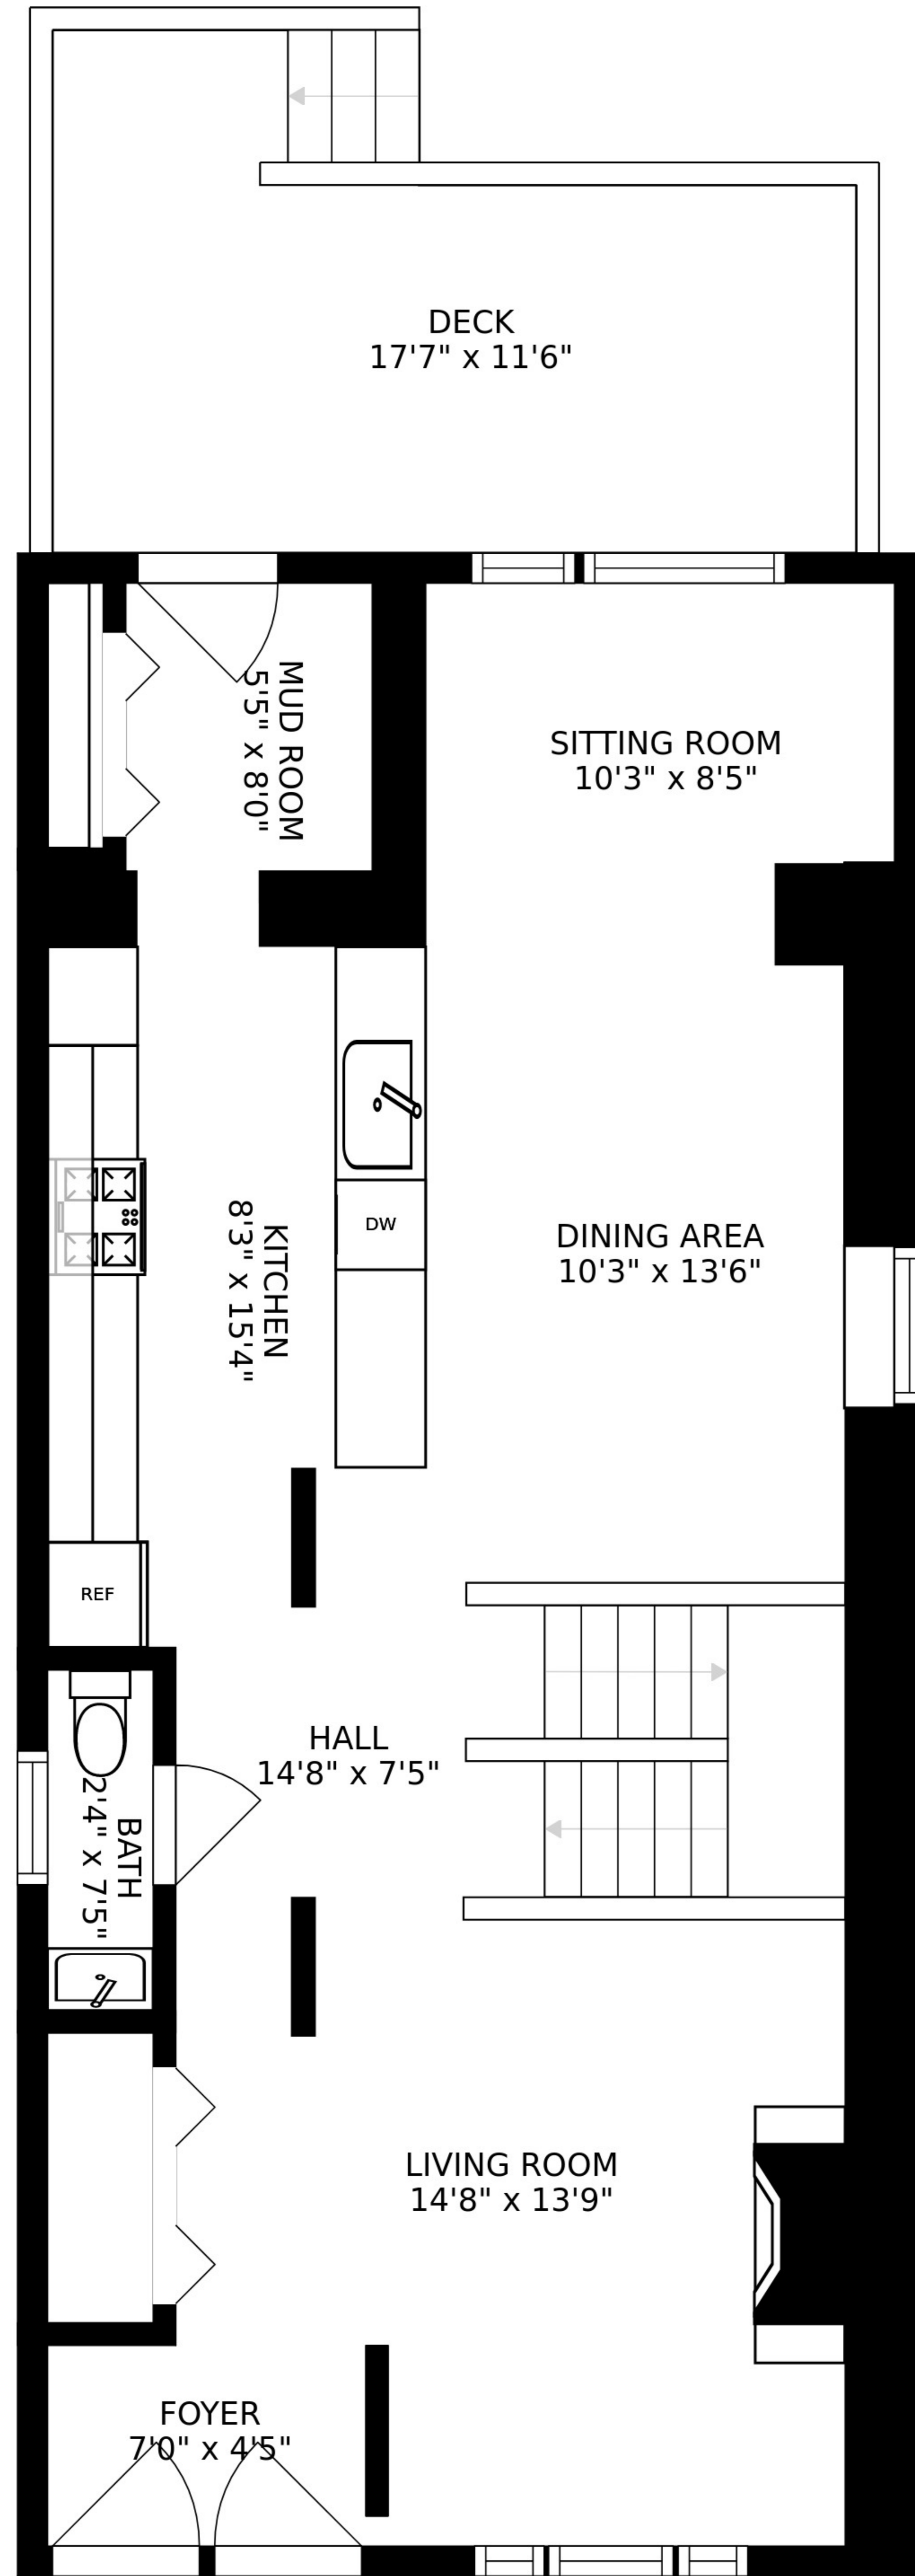 DECK
17'7" x 11'6"
MUD ROOM
5'5" x 8'0"
SITTING ROOM
10'3" x 8'5"
DW
KITCHEN
8'3" x 15'4"
DINING AREA
10'3" x 13'6"
REF
HALL
14'8" x 7'5"
BATH
2'4" x 7'5"
LIVING ROOM
14'8" x 13'9"
FOYER
7'0" x 4'5"